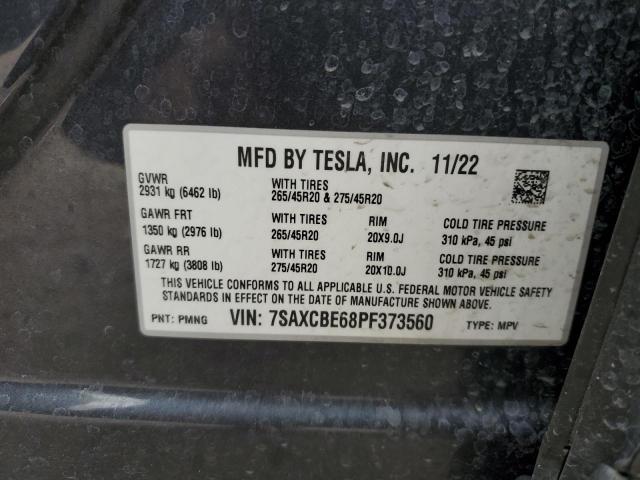 MFD BY TESLA, INC. 11/22
GVWR WITH TIRES
2931 kg (6462 lb) 265/45R20 & 275/45R20
GAWR FRT WITH TIRES RIM COLD TIRE PRESSURE
1350 kg (2976 lb) 265/45R20 20X9.0J 310 kPa, 45 psi
GAWR RR WITH TIRES RIM COLD TIRE PRESSURE
1727 kg (3808 lb) 275/45R20 20X10.0J 310 kPa, 45 psi
THIS VEHICLE CONFORMS TO ALL APPLICABLE U.S. FEDERAL MOTOR VEHICLE SAFETY
STANDARDS IN EFFECT ON THE DATE OF MANUFACTURE SHOWN ABOVE.
PNT: PMNG VIN: 7SAXCBE68PF373560 TYPE: MPV